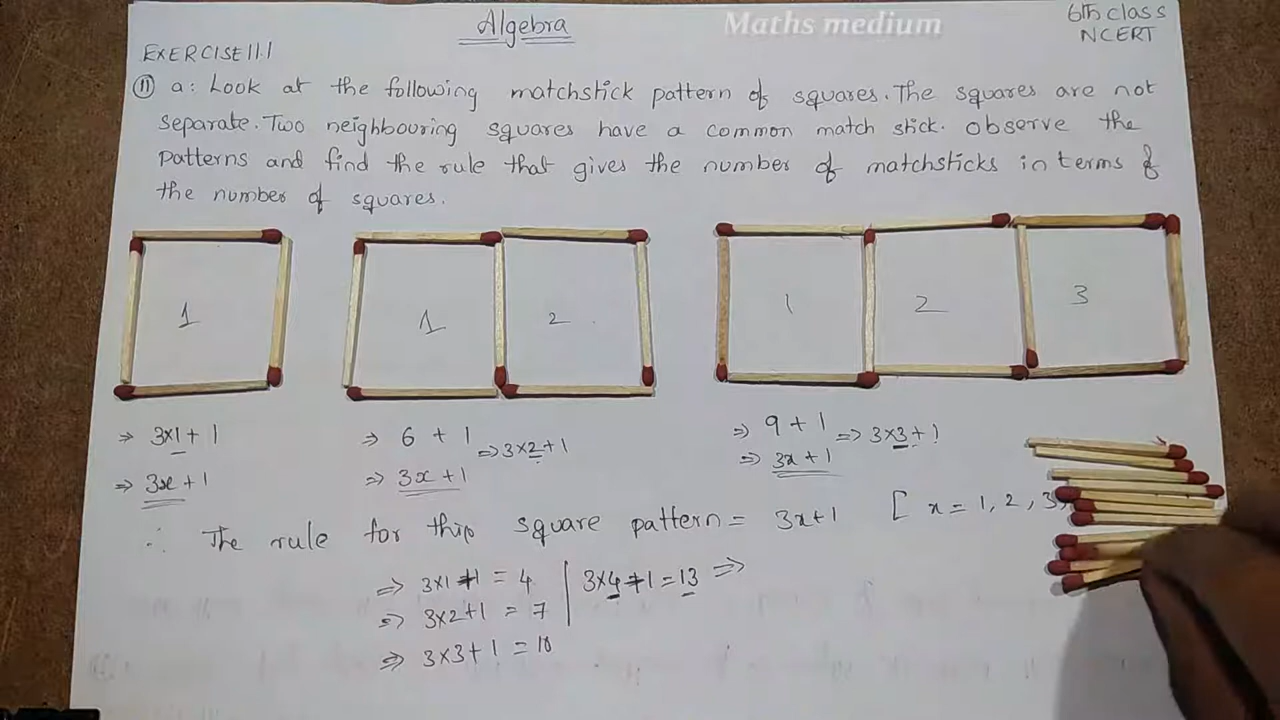 Algebra
Maths medium
6th class
NCERT
EXERCISE 11.1
11 a: Look at the following matchstick pattern of squares. The squares are not
separate. Two neighbouring squares have a common match stick. Observe the
Patterns and find the rule that gives the number of matchsticks in terms of
the number of squares.
1
1 2
1 2 3
⇒ 3×1+1
⇒ 3x+1
⇒ 6 + 1 ⇒ 3×2+1
⇒ 3x+1
⇒ 9+1 ⇒ 3×3+1
⇒ 3x+1
∴ The rule for this square pattern = 3x+1 [ x = 1, 2, 3,
⇒ 3×1+1 = 4
⇒ 3×2+1 = 7
⇒ 3×3+1 = 10
3×4+1=13 ⇒